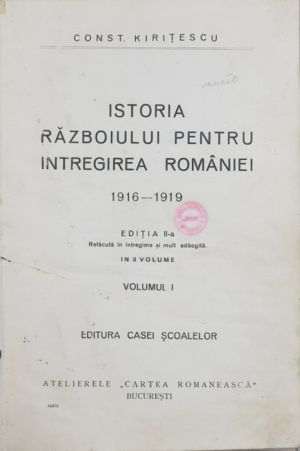 CONST. KIRIȚESCU
ISTORIA
RĂZBOIULUI PENTRU
INTREGIREA ROMÂNIEI
1916—1919
EDIȚIA II-a
Refăcută în întregime și mult adăogită.
IN II VOLUME
VOLUMUL I
EDITURA CASEI ȘCOALELOR
ATELIERELE „CARTEA ROMANEASCĂ”
BUCUREȘTI